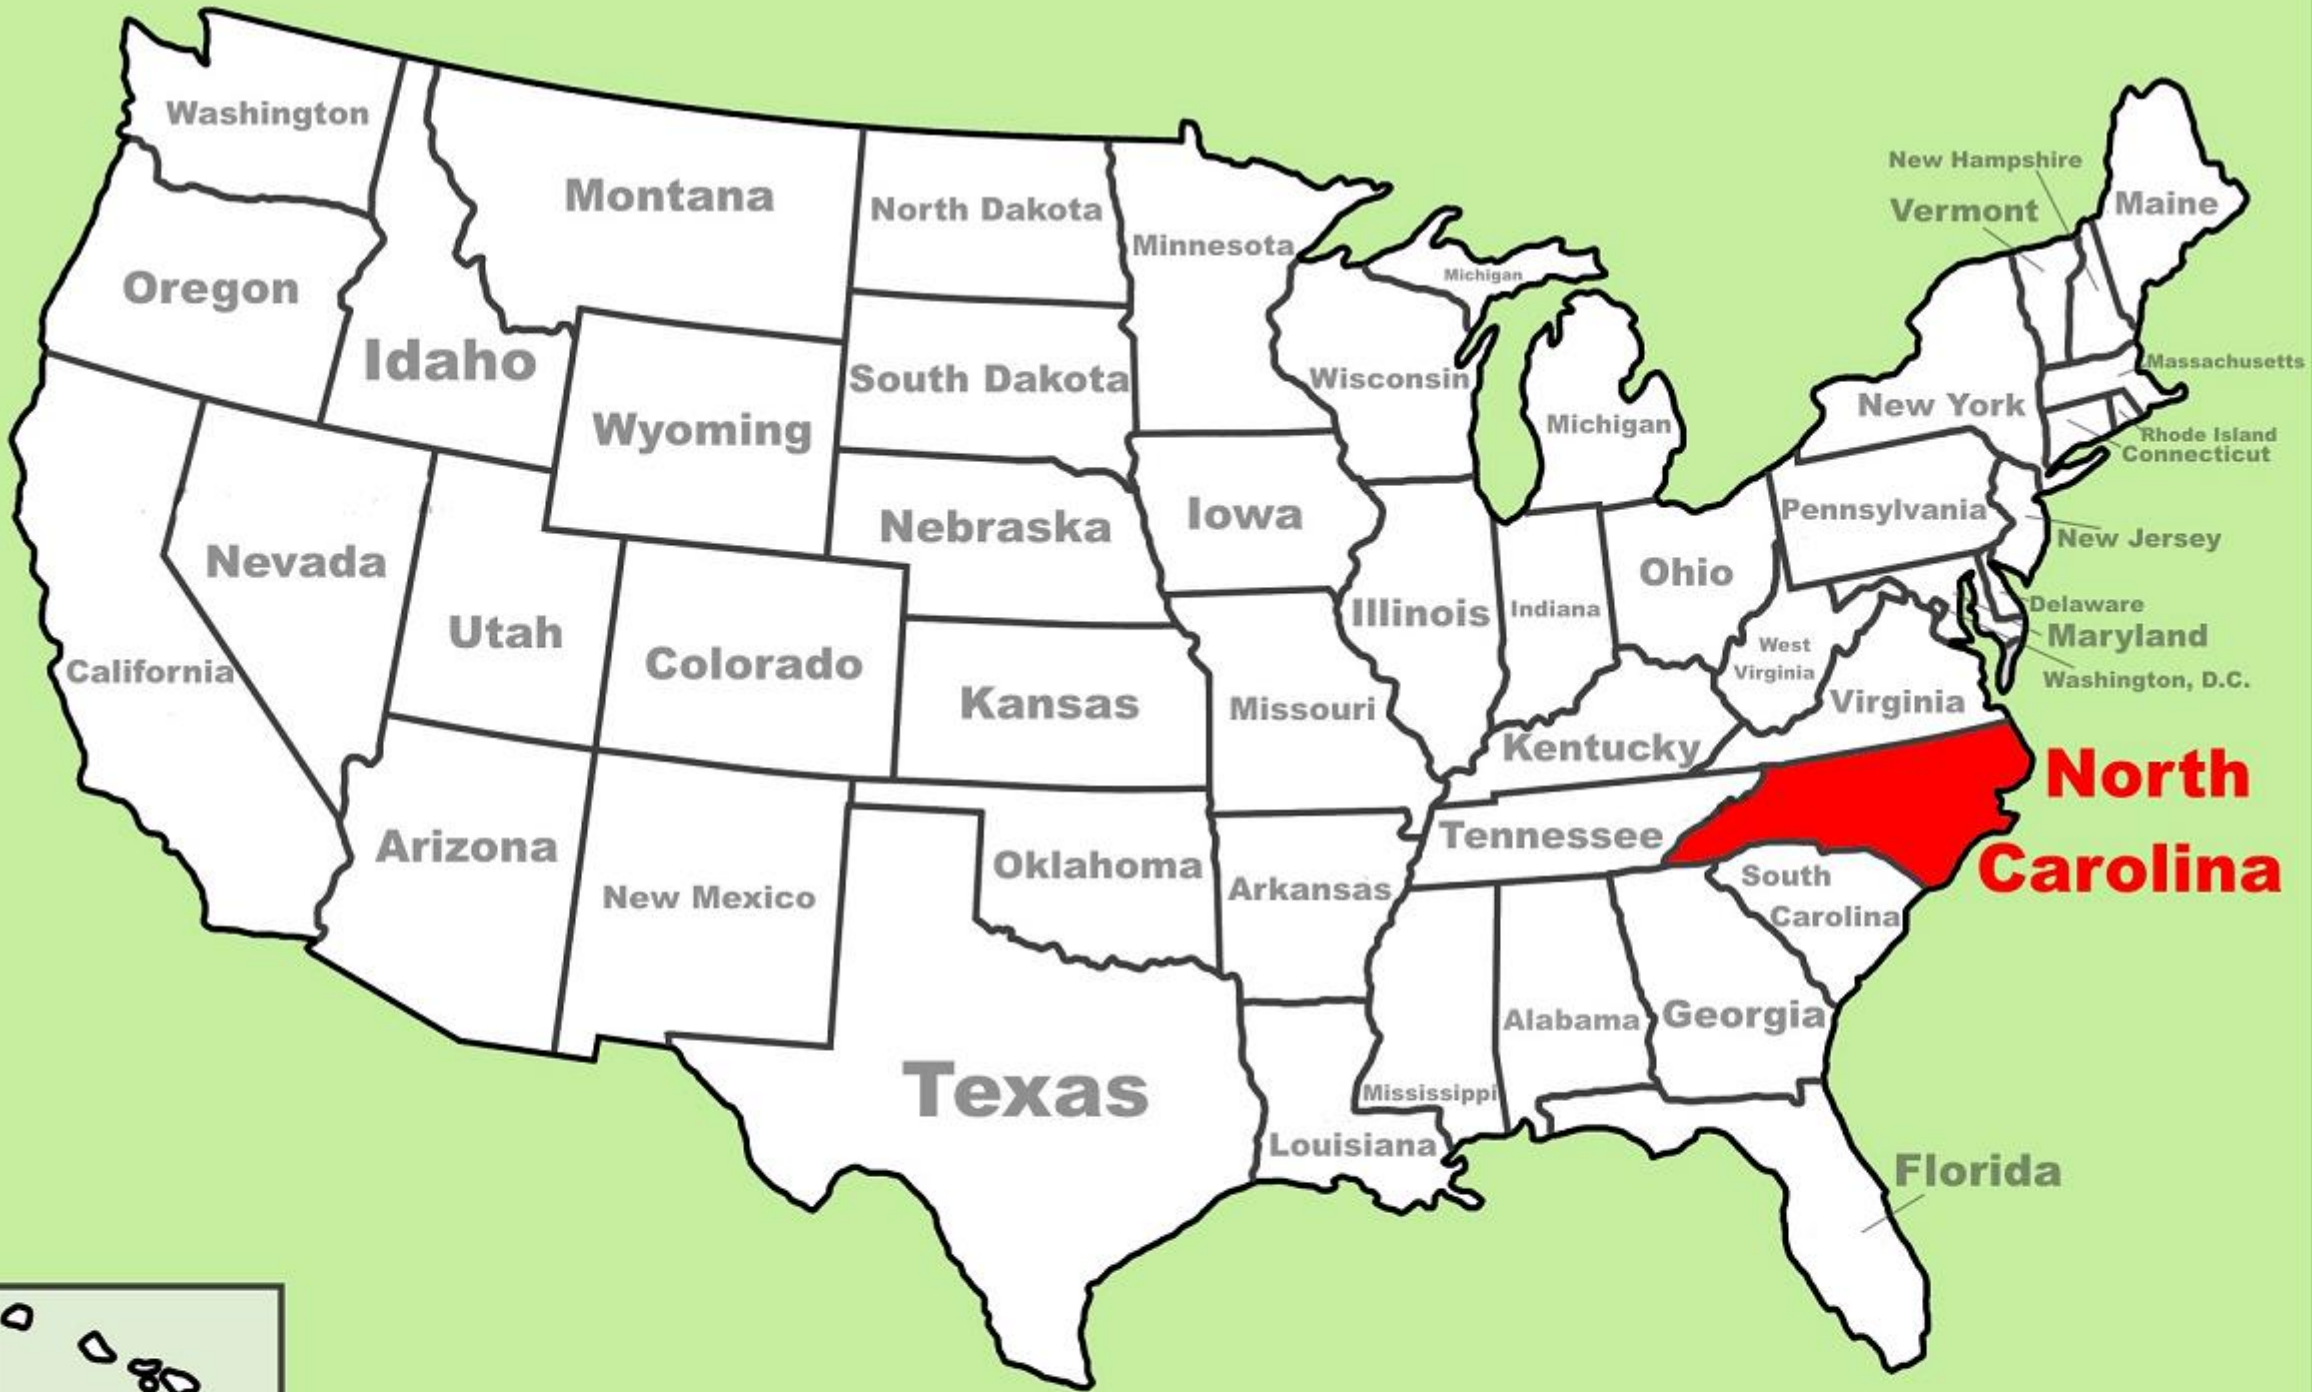 Washington
Montana
North Dakota
Minnesota
New Hampshire
Vermont
Maine
Oregon
Idaho
Michigan
Wyoming
South Dakota
Wisconsin
Michigan
New York
Massachusetts
Rhode Island
Connecticut
Nevada
Nebraska
Iowa
Pennsylvania
New Jersey
Utah
Colorado
Illinois
Indiana
Ohio
Delaware
Maryland
Washington, D.C.
California
Kansas
Missouri
West
Virginia
Virginia
Kentucky
North
Carolina
Arizona
New Mexico
Oklahoma
Arkansas
Tennessee
South
Carolina
Texas
Alabama
Georgia
Mississippi
Louisiana
Florida